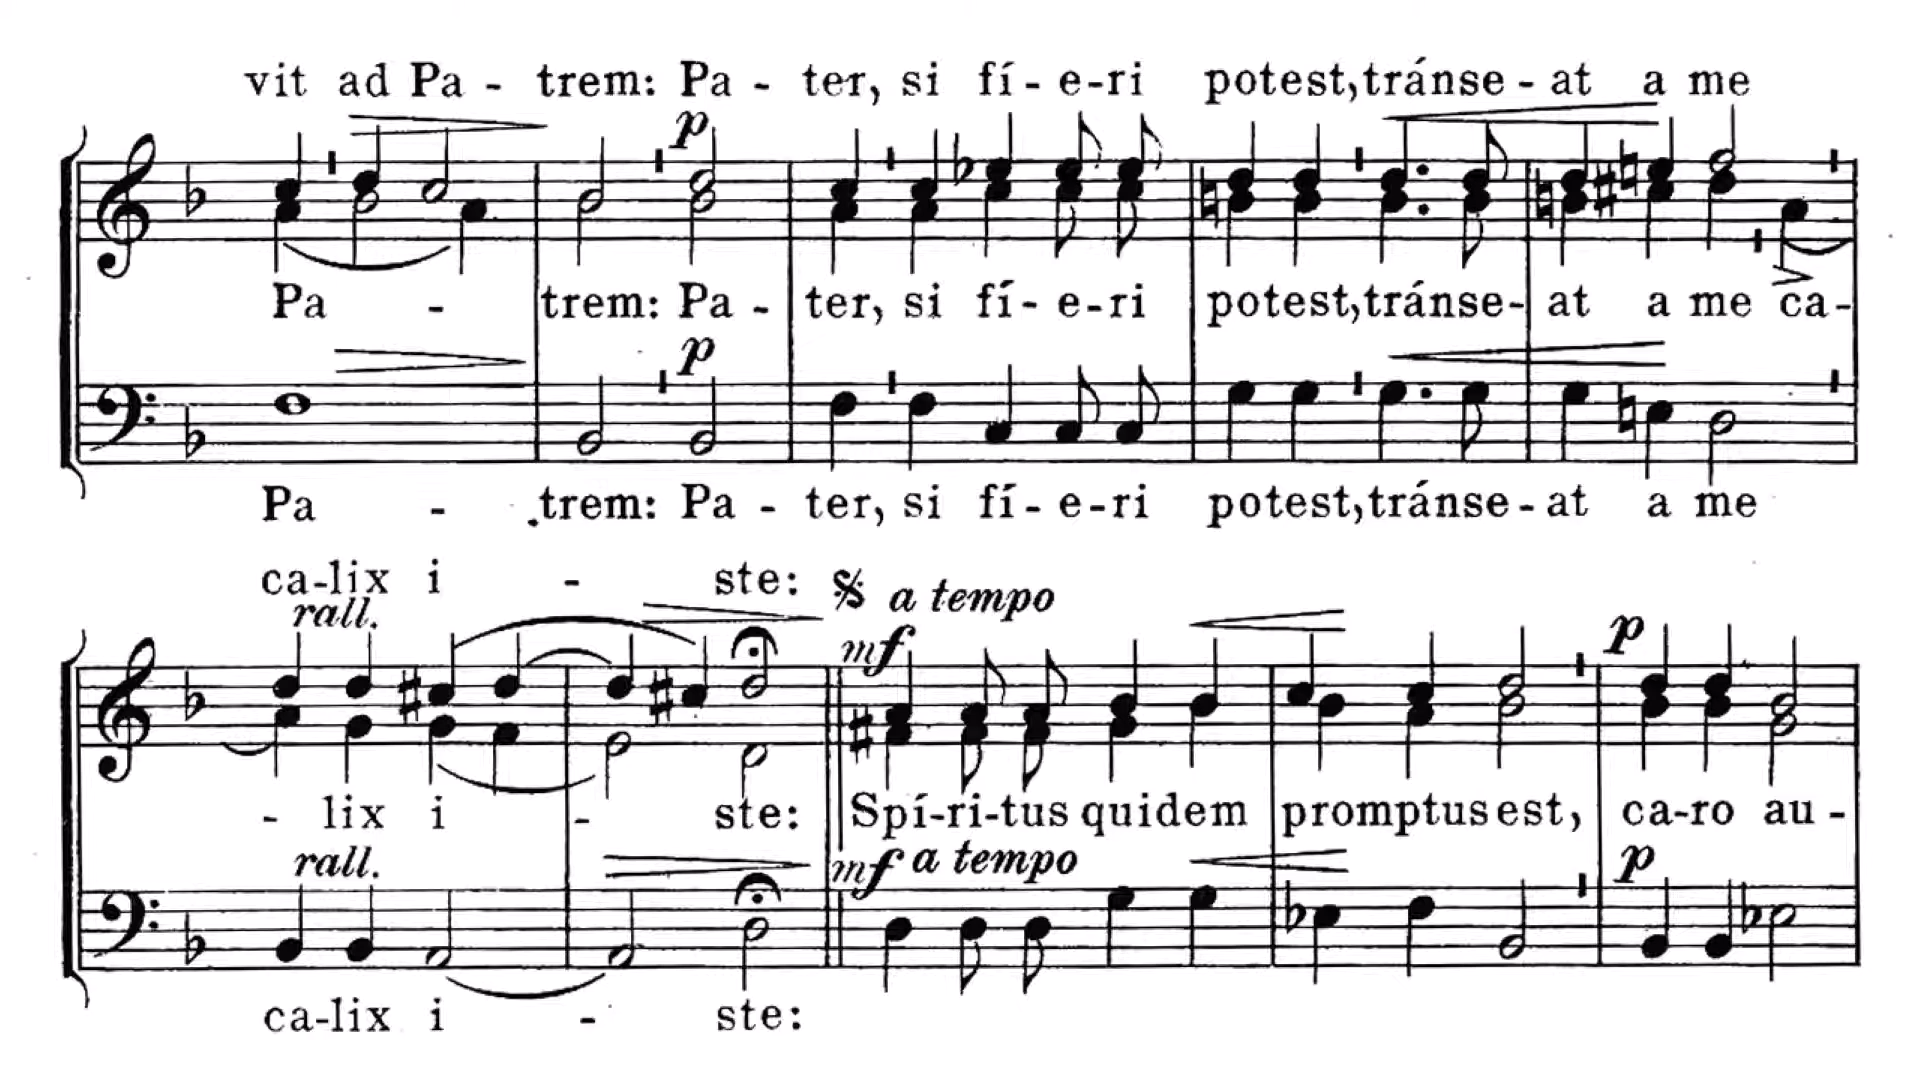 vit ad Pa - trem: Pa - ter, si fí - e - ri potest, tránse - at a me
p
Pa - trem: Pa - ter, si fí - e - ri potest, tránse - at a me ca -
p
Pa - trem: Pa - ter, si fí - e - ri potest, tránse - at a me
ca-lix i - ste: a tempo
rall.
mf p
- lix i - ste: Spí-ri-tus quidem promptus est, ca-ro au -
rall. mf a tempo p
ca-lix i - ste: